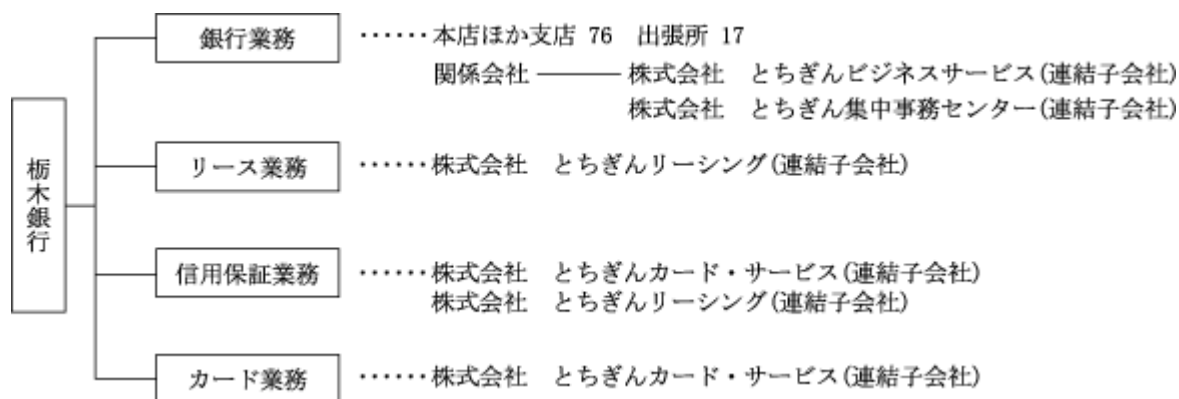 栃木銀行
銀行業務 ······本店ほか支店 76 出張所 17
関係会社 ――― 株式会社 とちぎんビジネスサービス(連結子会社)
株式会社 とちぎん集中事務センター(連結子会社)
リース業務 ······株式会社 とちぎんリーシング(連結子会社)
信用保証業務 ······株式会社 とちぎんカード・サービス(連結子会社)
株式会社 とちぎんリーシング(連結子会社)
カード業務 ······株式会社 とちぎんカード・サービス(連結子会社)